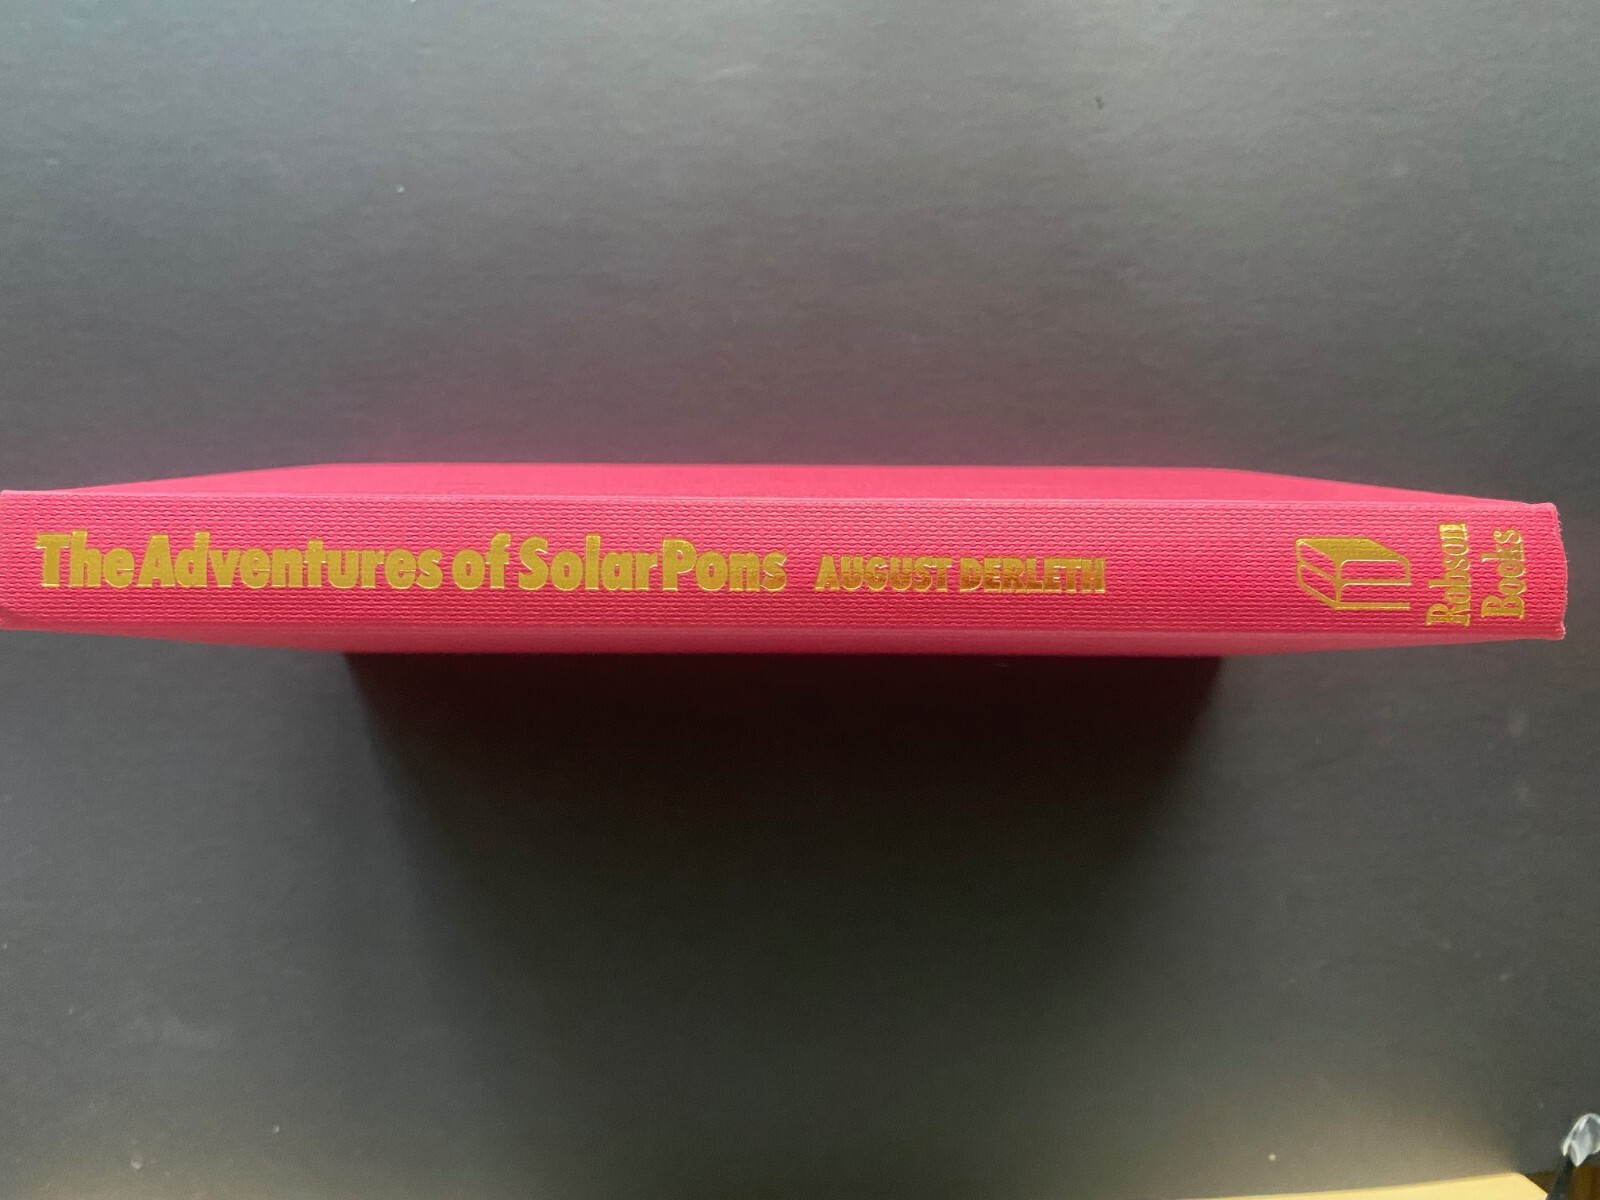 The Adventures of Solar Pons AUGUST DERLETH
Robson
Books